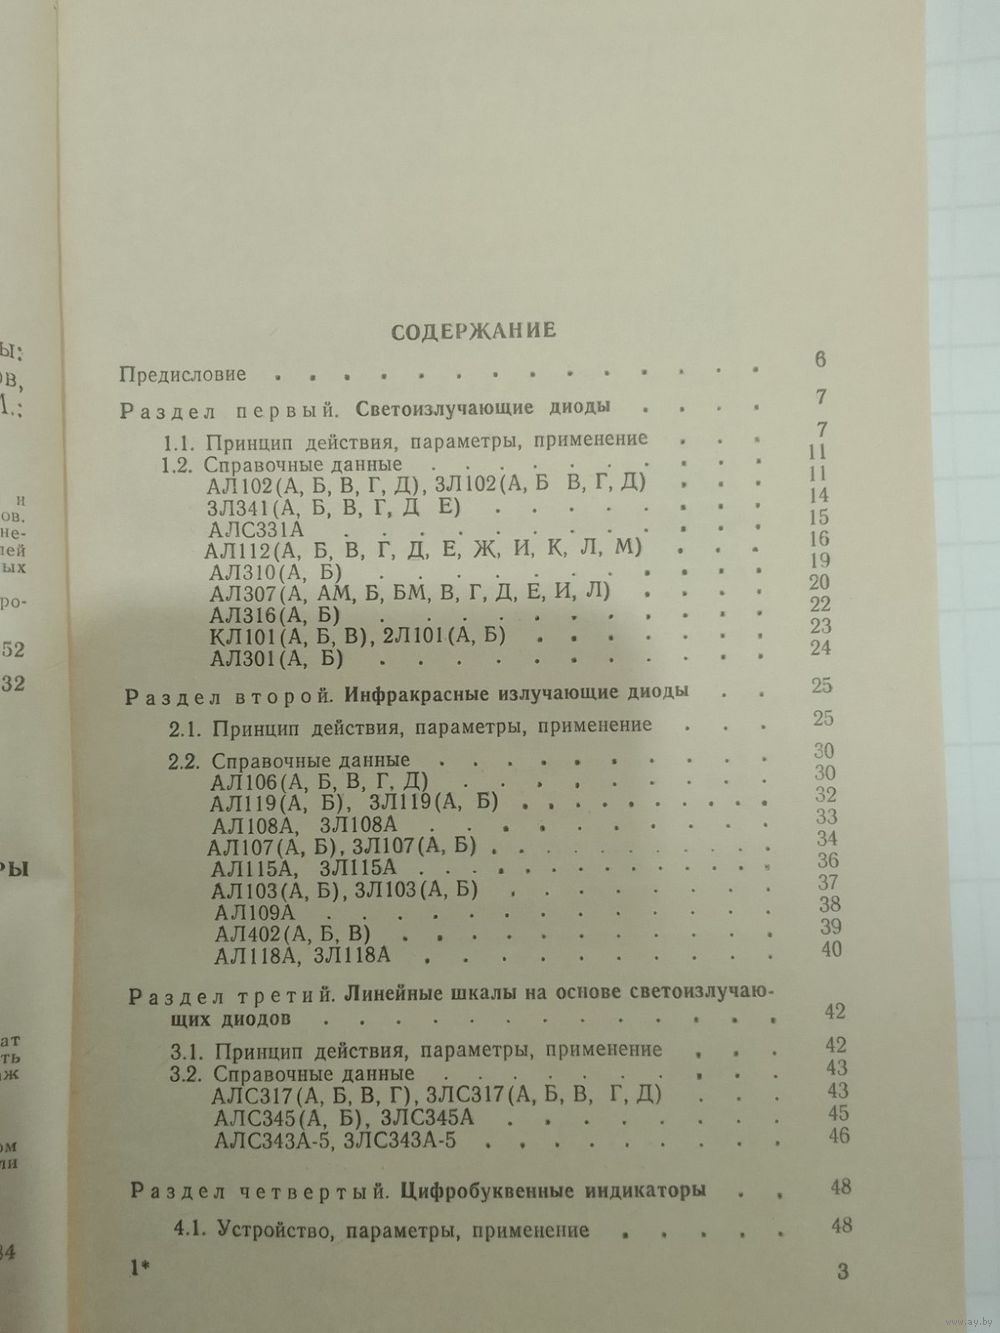 СОДЕРЖАНИЕ
Предисловие . . . . . . . . . . . . . . 6
Раздел первый. Светоизлучающие диоды . . . . 7
1.1. Принцип действия, параметры, применение . . . 7
1.2. Справочные данные . . . . . . . . . 11
АЛ102(А, Б, В, Г, Д), 3Л102(А, Б В, Г, Д) . . . 11
3Л341(А, Б, В, Г, Д Е) . . . . . . . . 14
АЛС331А . . . . . . . . . . . 15
АЛ112(А, Б, В, Г, Д, Е, Ж, И, К, Л, М) . . . 16
АЛ310(А, Б) . . . . . . . . . . . 19
АЛ307(А, АМ, Б, БМ, В, Г, Д, Е, И, Л) . . . . 20
АЛ316(А, Б) . . . . . . . . . . . 22
КЛ101(А, Б, В), 2Л101(А, Б) . . . . . . . 23
АЛ301(А, Б) . . . . . . . . . . . 24
Раздел второй. Инфракрасные излучающие диоды . . 25
2.1. Принцип действия, параметры, применение . . . 25
2.2. Справочные данные . . . . . . . . . 30
АЛ106(А, Б, В, Г, Д) . . . . . . . . . 30
АЛ119(А, Б), 3Л119(А, Б) . . . . . . . . . 32
АЛ108А, 3Л108А . . . . . . . . . . 33
АЛ107(А, Б), 3Л107(А, Б) . . . . . . . . 34
АЛ115А, 3Л115А . . . . . . . . . . 36
АЛ103(А, Б), 3Л103(А, Б) . . . . . . . . 37
АЛ109А . . . . . . . . . . . . . 38
АЛ402(А, Б, В) . . . . . . . . . . . 39
АЛ118А, 3Л118А . . . . . . . . . . 40
Раздел третий. Линейные шкалы на основе светоизлучаю-
щих диодов . . . . . . . . . . . . . 42
3.1. Принцип действия, параметры, применение . . . 42
3.2. Справочные данные . . . . . . . . . 43
АЛС317(А, Б, В, Г), 3ЛС317(А, Б, В, Г, Д) . . . 43
АЛС345(А, Б), 3ЛС345А . . . . . . . . 45
АЛС343А-5, 3ЛС343А-5 . . . . . . . . 46
Раздел четвертый. Цифробуквенные индикаторы . . 48
4.1. Устройство, параметры, применение . . . . . 48
1*
3
www.ay.by